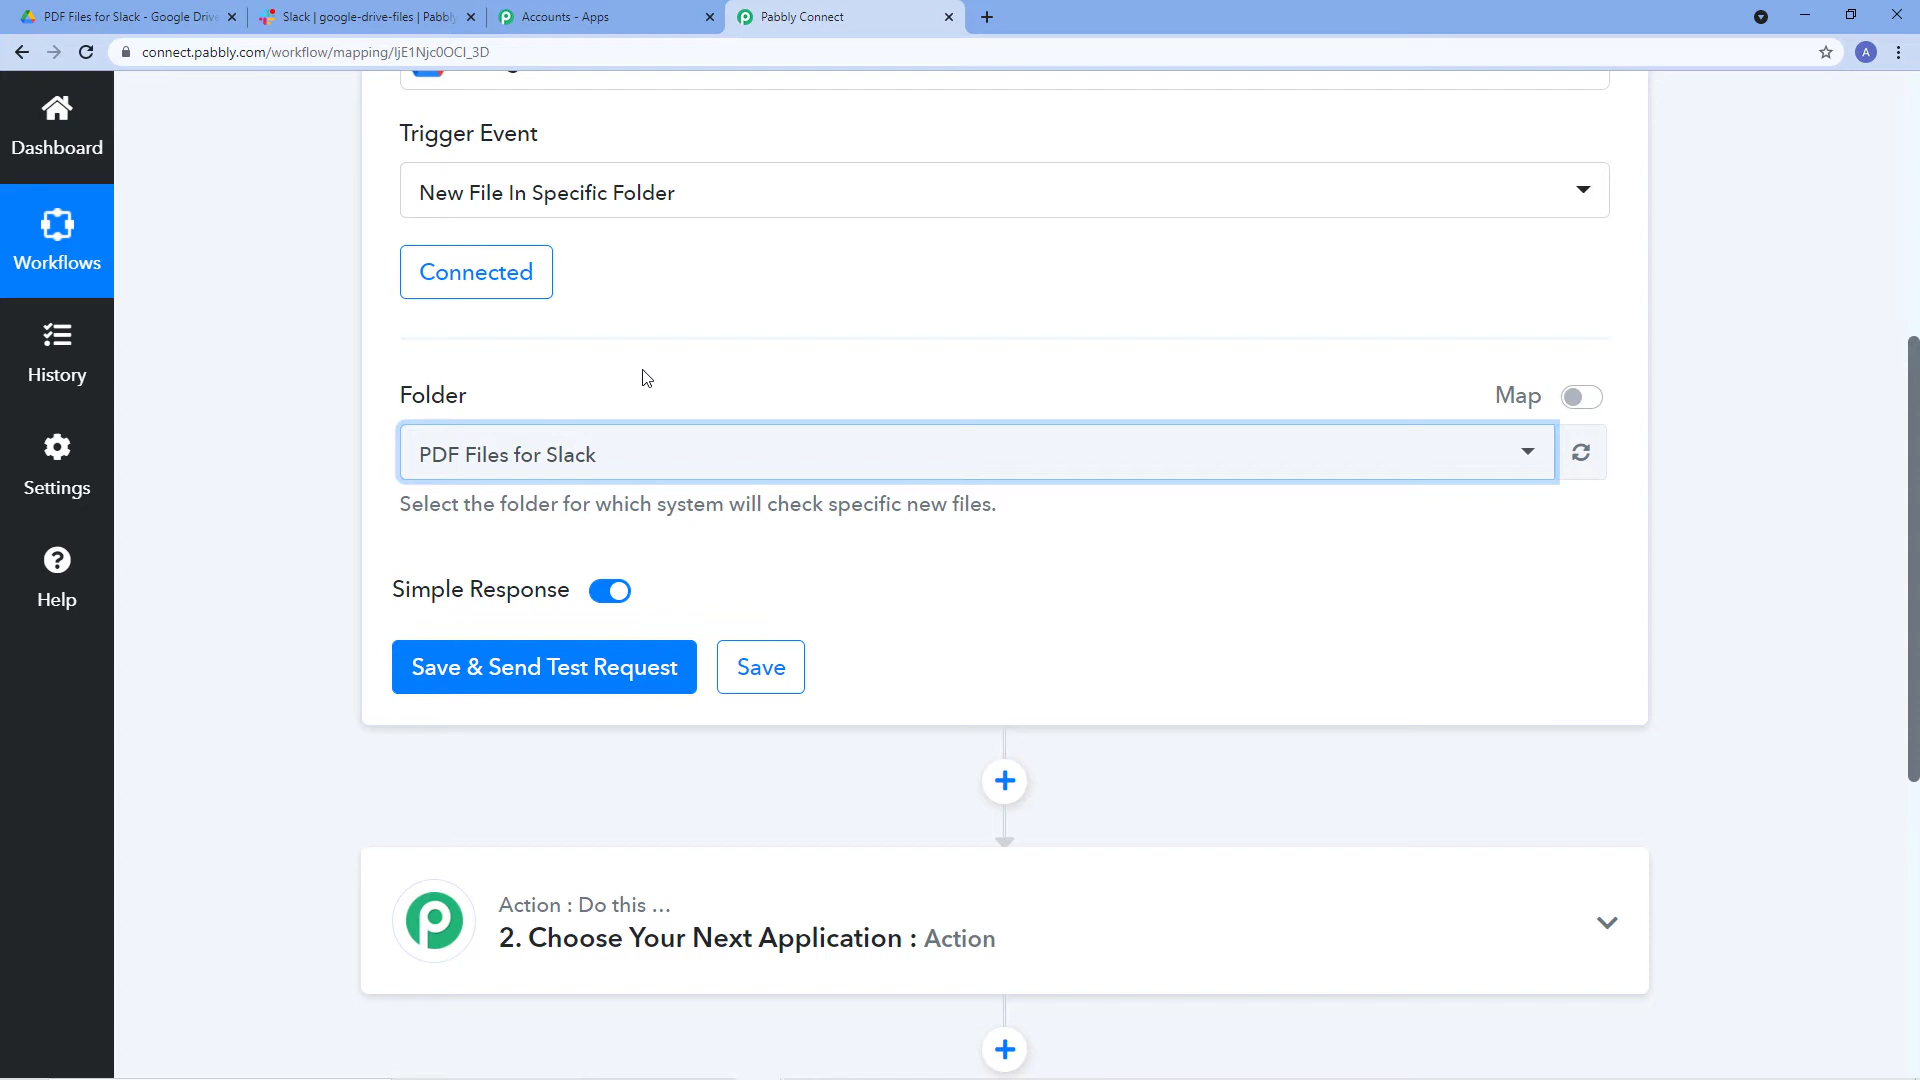 PDF Files for Slack - Google Drive
Slack | google-drive-files | Pabbly
Accounts - Apps
Pabbly Connect
connect.pabbly.com/workflow/mapping/IjE1Njc0OCI_3D
A
Dashboard
Workflows
History
Settings
Help
Trigger Event
New File In Specific Folder
Connected
Folder
Map
PDF Files for Slack
Select the folder for which system will check specific new files.
Simple Response
Save & Send Test Request
Save
Action : Do this ...
2. Choose Your Next Application : Action